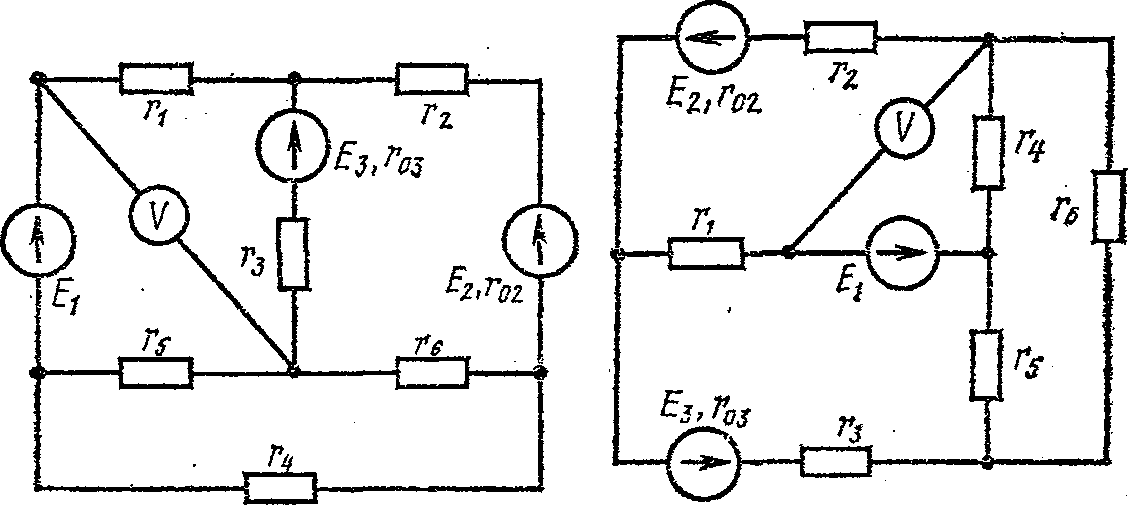 r1
r2
E3, r03
V
r3
E1
E2, r02
r5
r6
r4
r2
E2, r02
V
r4
r1
r6
E1
r5
E3, r03
r3